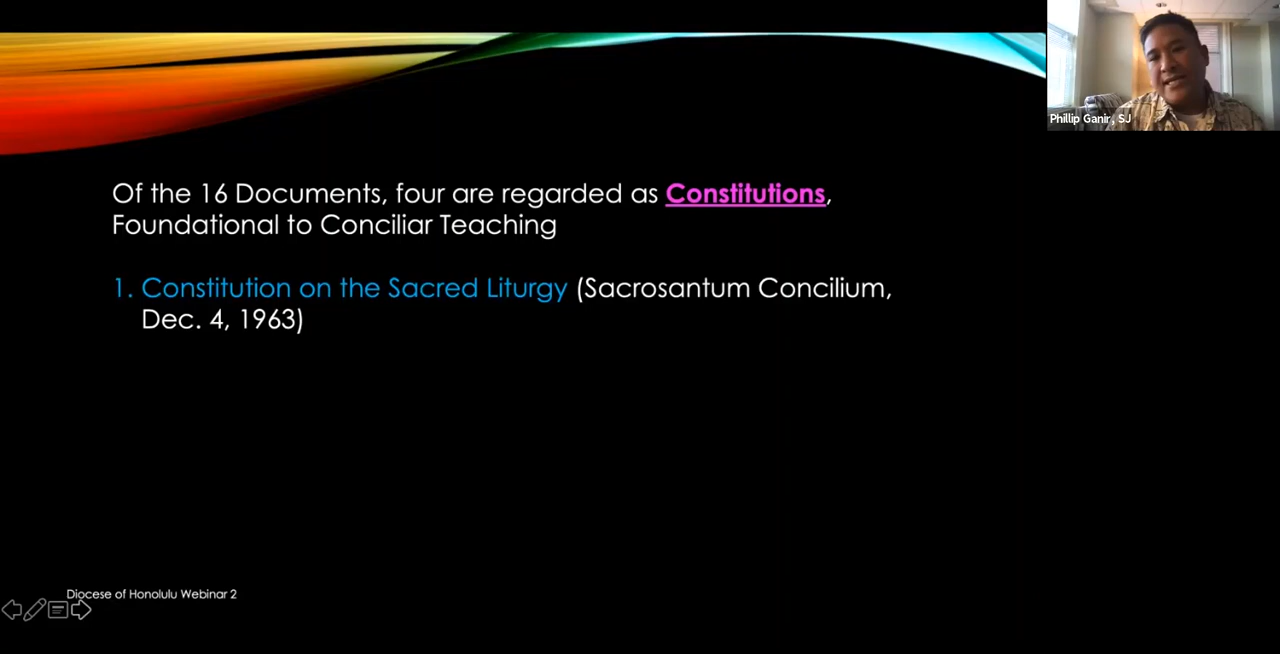 Phillip Ganir, SJ
Of the 16 Documents, four are regarded as Constitutions,
Foundational to Conciliar Teaching
1. Constitution on the Sacred Liturgy (Sacrosantum Concilium,
Dec. 4, 1963)
Diocese of Honolulu Webinar 2